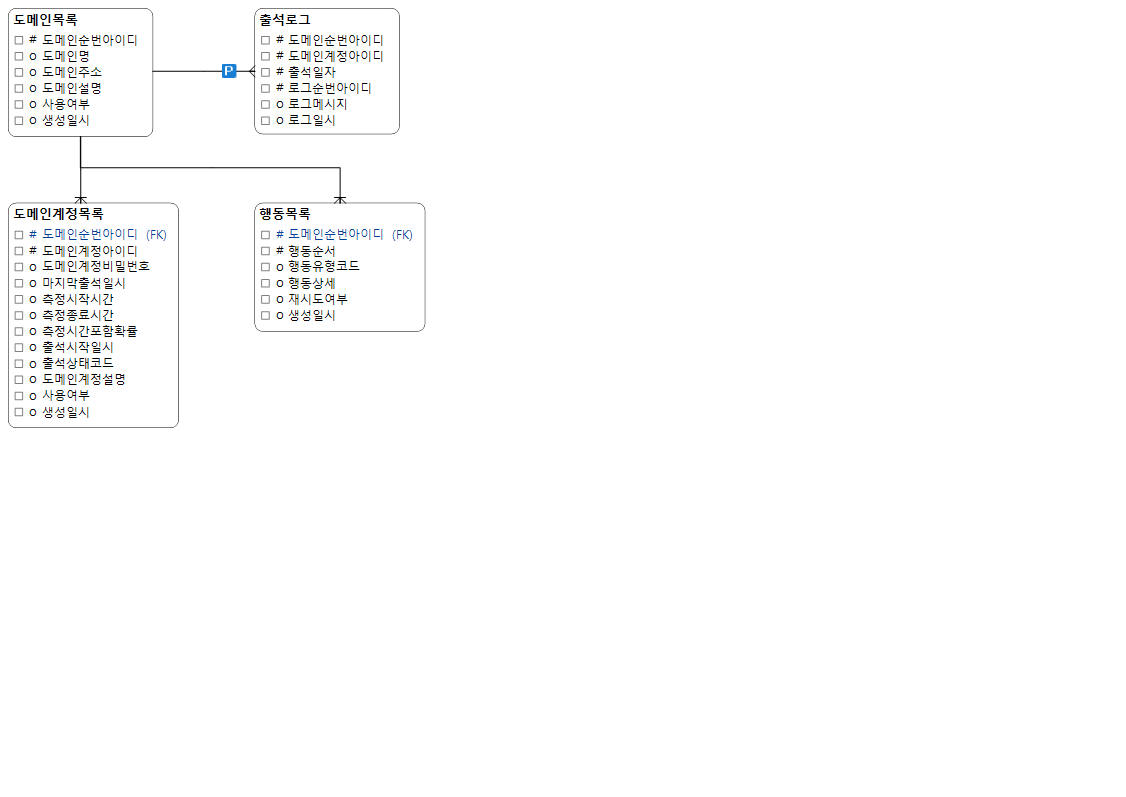 도메인목록
# 도메인순번아이디
o 도메인명
o 도메인주소
o 도메인설명
o 사용여부
o 생성일시
P
출석로그
# 도메인순번아이디
# 도메인계정아이디
# 출석일자
# 로그순번아이디
o 로그메시지
o 로그일시
도메인계정목록
# 도메인순번아이디 (FK)
# 도메인계정아이디
o 도메인계정비밀번호
o 마지막출석일시
o 측정시작시간
o 측정종료시간
o 측정시간포함확률
o 출석시작일시
o 출석상태코드
o 도메인계정설명
o 사용여부
o 생성일시
행동목록
# 도메인순번아이디 (FK)
# 행동순서
o 행동유형코드
o 행동상세
o 재시도여부
o 생성일시